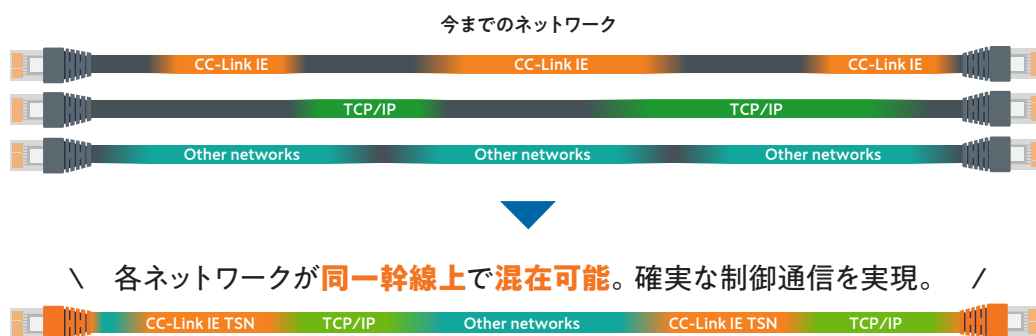 今までのネットワーク
CC-Link IE CC-Link IE CC-Link IE
TCP/IP TCP/IP
Other networks Other networks Other networks
\ 各ネットワークが同一幹線上で混在可能。確実な制御通信を実現。 /
CC-Link IE TSN TCP/IP Other networks CC-Link IE TSN TCP/IP